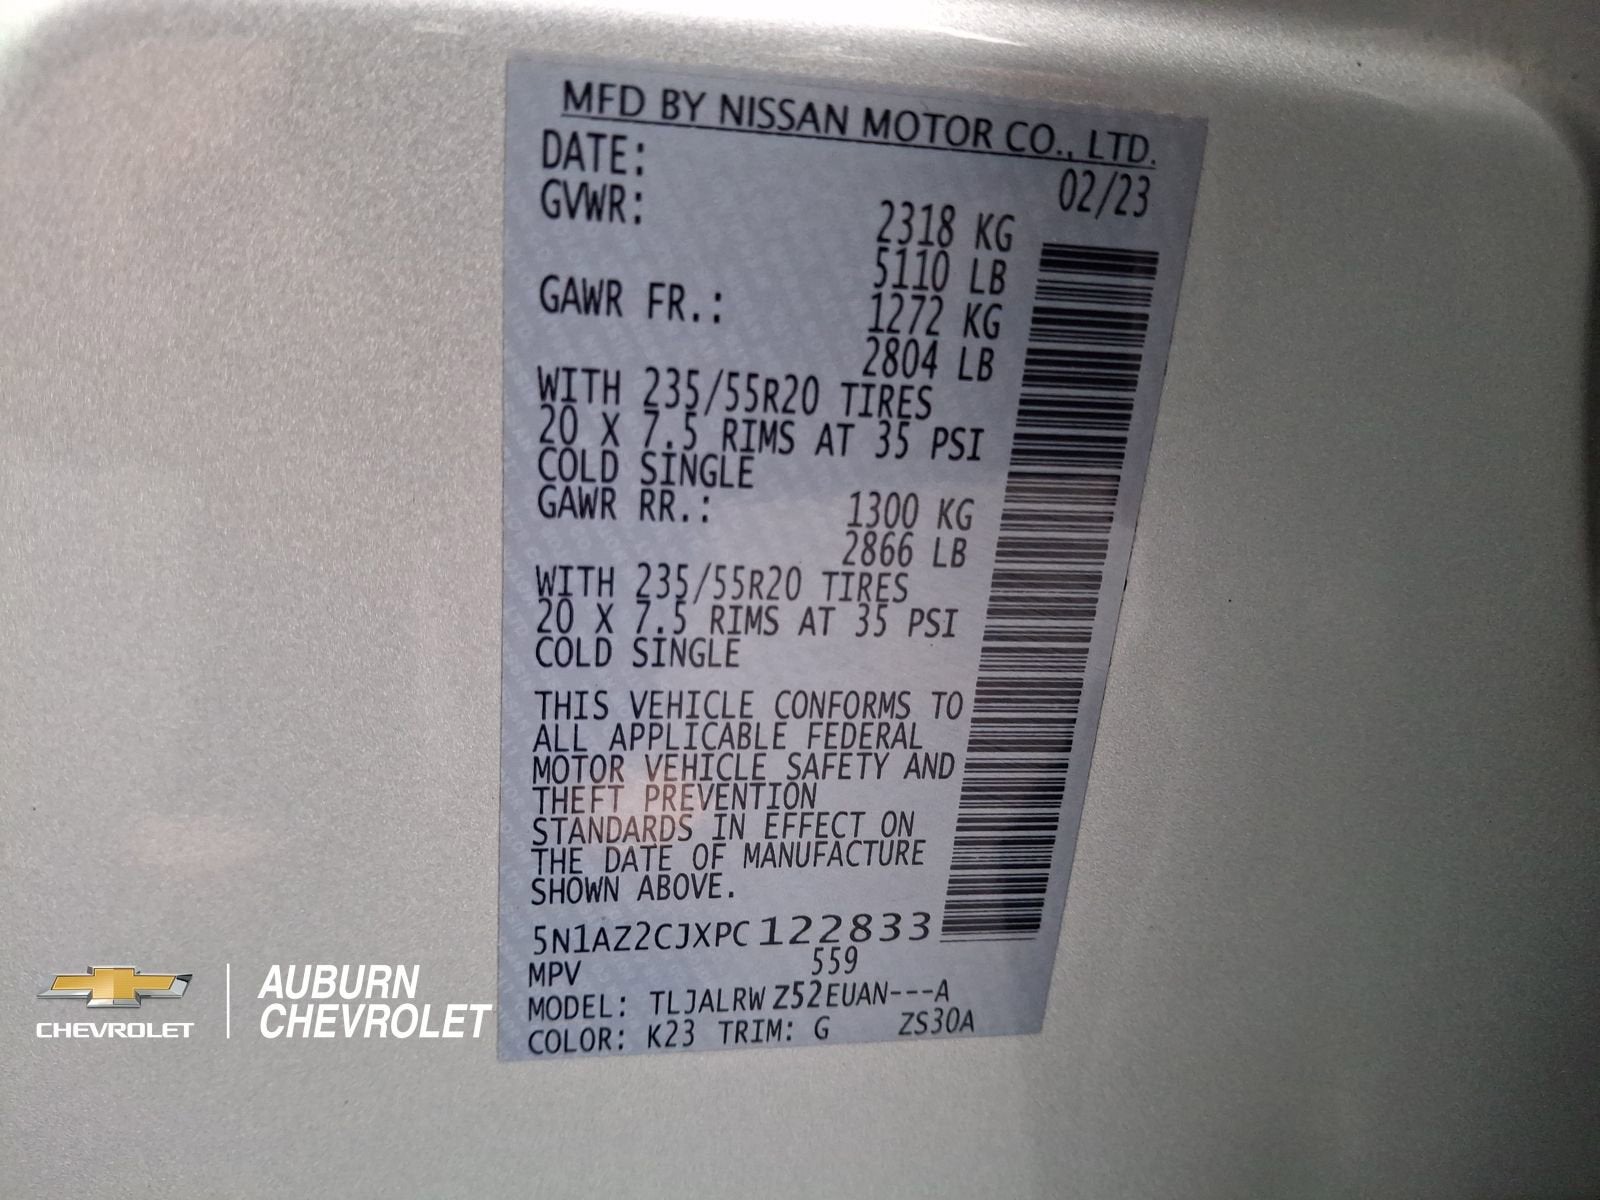 MFD BY NISSAN MOTOR CO., LTD.
DATE: 02/23
GVWR: 2318 KG
5110 LB
GAWR FR.: 1272 KG
2804 LB
WITH 235/55R20 TIRES
20 X 7.5 RIMS AT 35 PSI
COLD SINGLE
GAWR RR.: 1300 KG
2866 LB
WITH 235/55R20 TIRES
20 X 7.5 RIMS AT 35 PSI
COLD SINGLE
THIS VEHICLE CONFORMS TO
ALL APPLICABLE FEDERAL
MOTOR VEHICLE SAFETY AND
THEFT PREVENTION
STANDARDS IN EFFECT ON
THE DATE OF MANUFACTURE
SHOWN ABOVE.
5N1AZ2CJXPC122833
MPV 559
MODEL: TLJALRWZ52EUAN---A
COLOR: K23 TRIM: G ZS30A
CHEVROLET
AUBURN
CHEVROLET